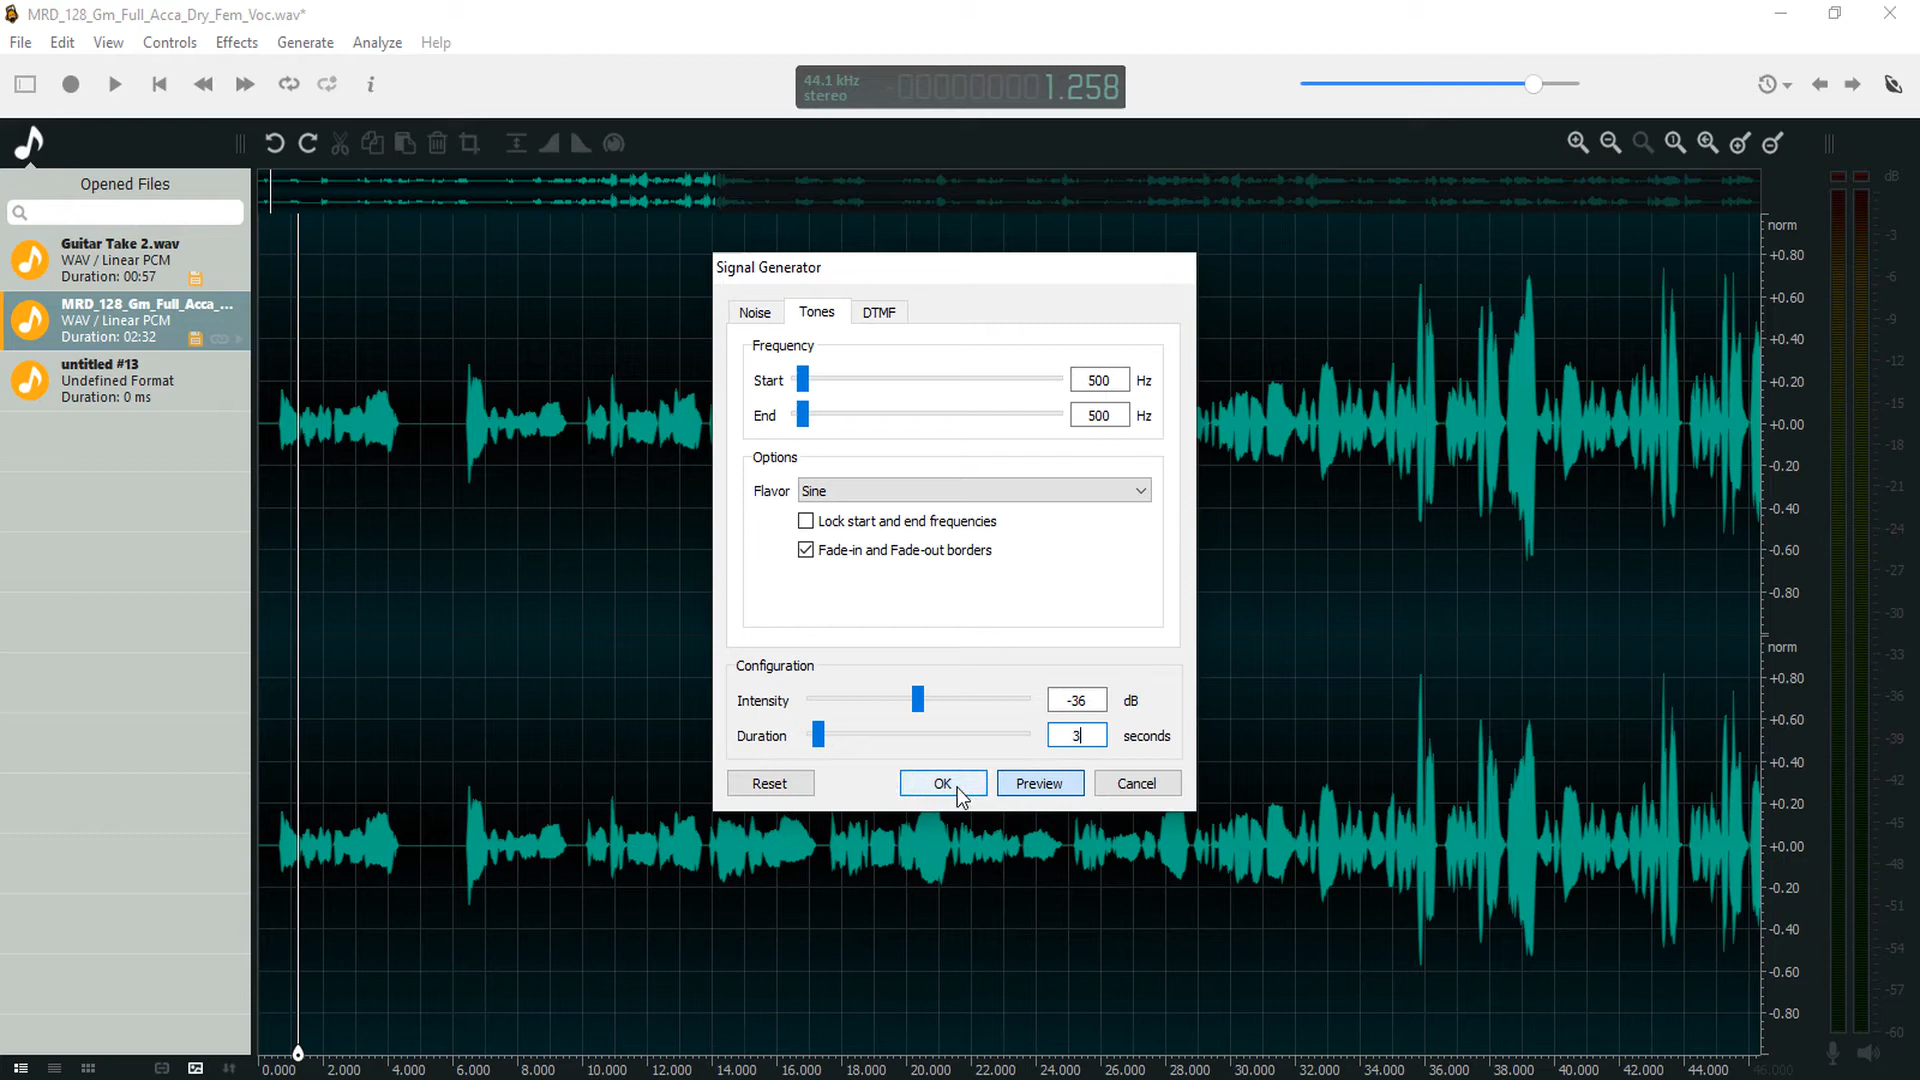 MRD_128_Gm_Full_Acca_Dry_Fem_Voc.wav*
File Edit View Controls Effects Generate Analyze Help
44.1 kHz
stereo
1.258
Opened Files
Guitar Take 2.wav
WAV / Linear PCM
Duration: 00:57
MRD_128_Gm_Full_Acca_...
WAV / Linear PCM
Duration: 02:32
untitled #13
Undefined Format
Duration: 0 ms
Signal Generator
Noise Tones DTMF
Frequency
Start 500 Hz
End 500 Hz
Options
Flavor Sine
Lock start and end frequencies
Fade-in and Fade-out borders
Configuration
Intensity -36 dB
Duration 3 seconds
Reset OK Preview Cancel
norm
+0.80
+0.60
+0.40
+0.20
+0.00
-0.20
-0.40
-0.60
-0.80
norm
+0.80
+0.60
+0.40
+0.20
+0.00
-0.20
-0.40
-0.60
-0.80
dB
-3
-6
-9
-12
-15
-18
-21
-24
-27
-30
-33
-36
-39
-42
-45
-48
-51
-54
-57
-60
0.000 2.000 4.000 6.000 8.000 10.000 12.000 14.000 16.000 18.000 20.000 22.000 24.000 26.000 28.000 30.000 32.000 34.000 36.000 38.000 40.000 42.000 44.000 46.000